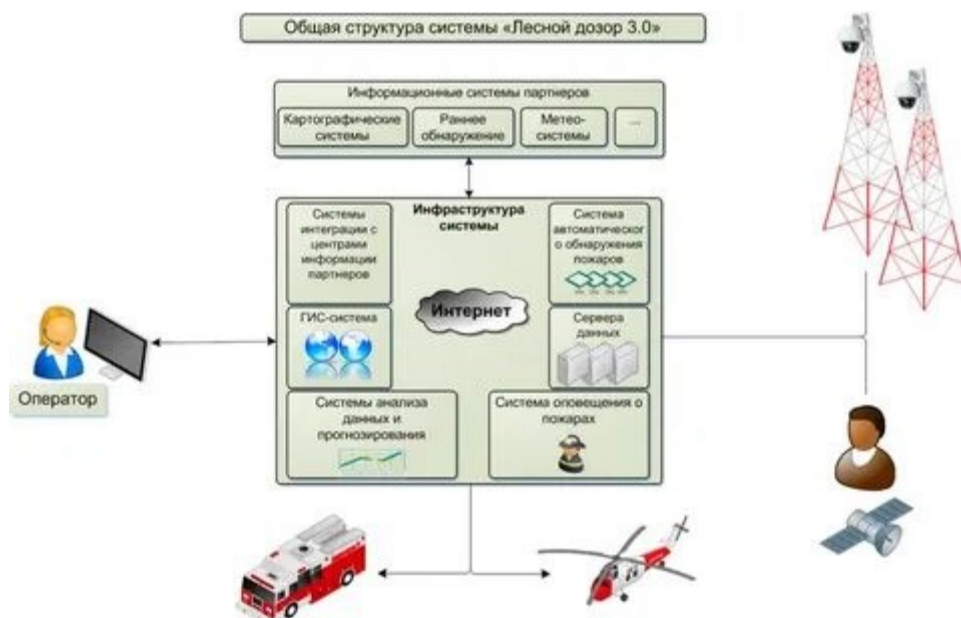 Общая структура системы «Лесной дозор 3.0»
Информационные системы партнеров
Картографические
системы
Раннее
обнаружение
Метео-
системы
...
Инфраструктура
системы
Системы
интеграции с
центрами
информации
партнеров
Система
автоматическог
о обнаружения
пожаров
Интернет
ГИС-система
Сервера
данных
Оператор
Системы анализа
данных и
прогнозирования
Система оповещения о
пожарах